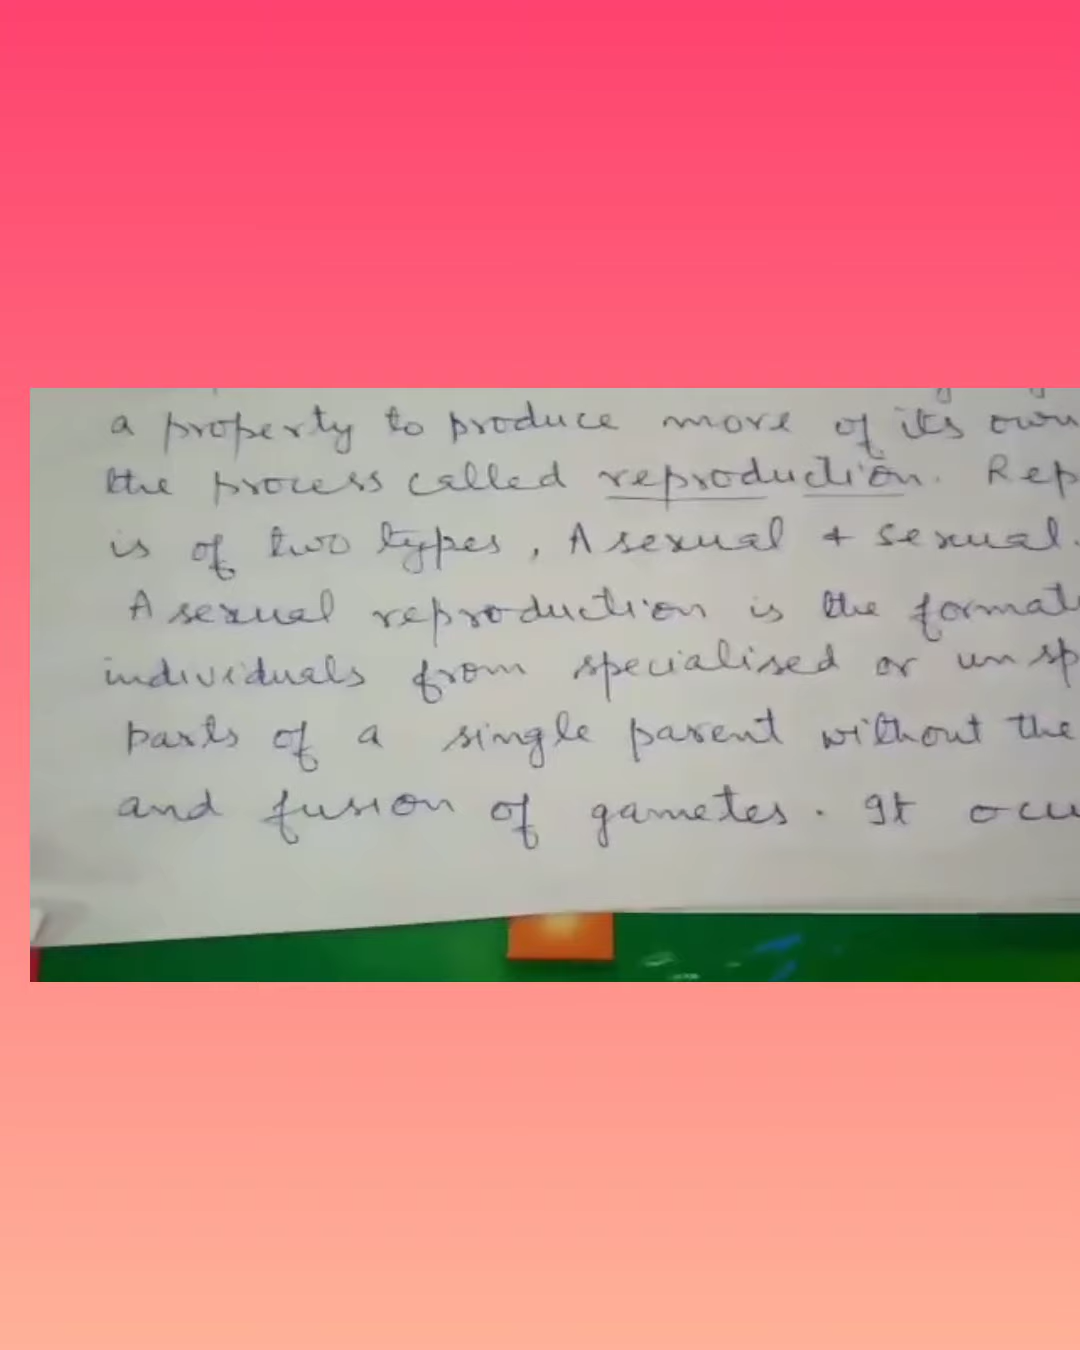 a property to produce more of its own
the process called reproduction. Rep
is of two types, Asexual + sexual.
Asexual reproduction is the format
individuals from specialised or unsp
parts of a single parent without the
and fusion of gametes. It occu